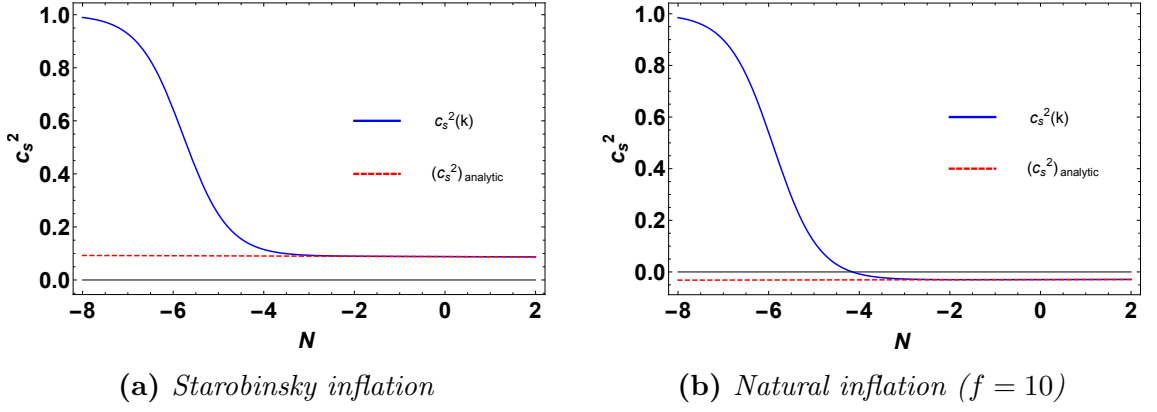 1.0
0.8
0.6
0.4
0.2
0.0
c_s^2
c_s^2(k)
(c_s^2)_analytic
−8 −6 −4 −2 0 2
N
(a) Starobinsky inflation
1.0
0.8
0.6
0.4
0.2
0.0
c_s^2
c_s^2(k)
(c_s^2)_analytic
−8 −6 −4 −2 0 2
N
(b) Natural inflation (f = 10)